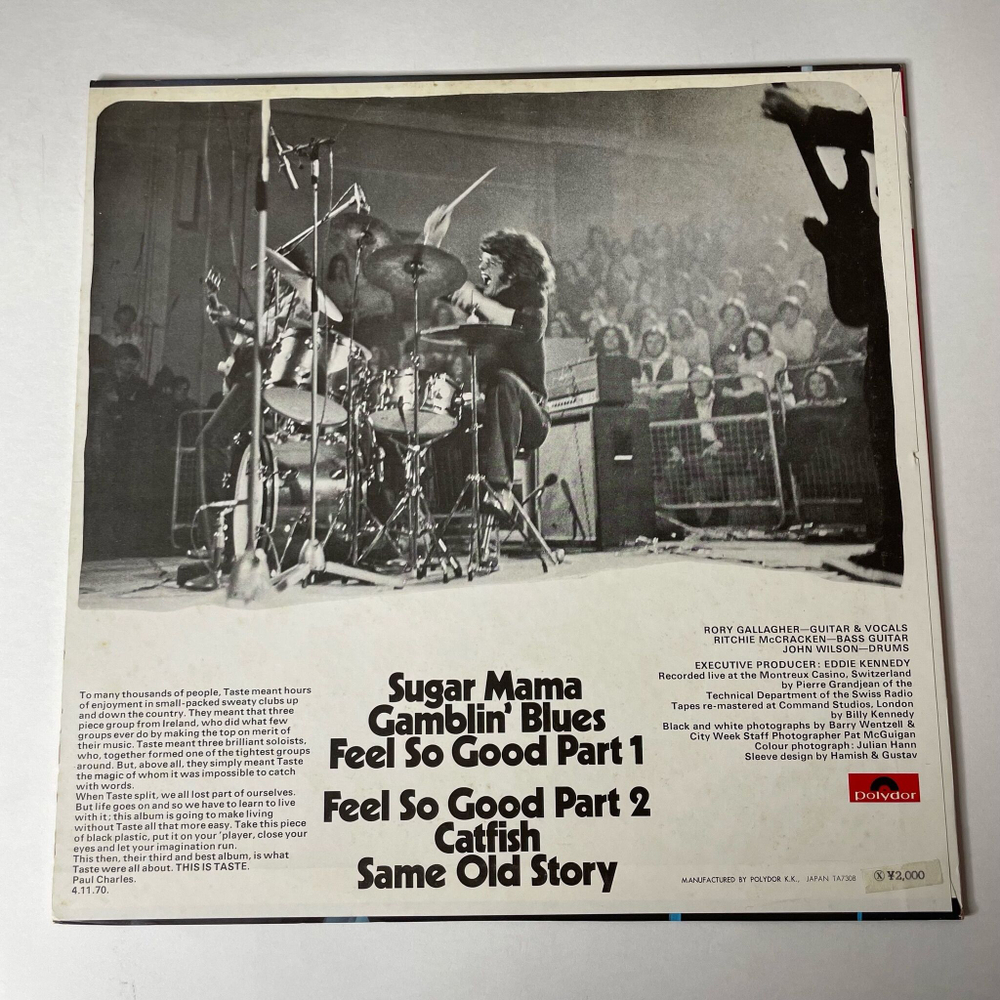 RORY GALLAGHER—GUITAR & VOCALS
RITCHIE McCRACKEN—BASS GUITAR
JOHN WILSON—DRUMS
EXECUTIVE PRODUCER: EDDIE KENNEDY
Recorded live at the Montreux Casino, Switzerland
by Pierre Grandjean of the
Technical Department of the Swiss Radio
Tapes re-mastered at Command Studios, London
by Billy Kennedy
Black and white photographs by Barry Wentzell &
City Week Staff Photographer Pat McGuigan
Colour photograph: Julian Hann
Sleeve design by Hamish & Gustav
To many thousands of people, Taste meant hours
of enjoyment in small-packed sweaty clubs up
and down the country. They meant that three
piece group from Ireland, who did what few
groups ever do by making the top on merit of
their music. Taste meant three brilliant soloists,
who, together formed one of the tightest groups
around. But, above all, they simply meant Taste
the magic of whom it was impossible to catch
with words.
When Taste split, we all lost part of ourselves.
But life goes on and so we have to learn to live
with it; this album is going to make living
without Taste all that more easy. Take this piece
of black plastic, put it on your 'player, close your
eyes and let your imagination run.
This then, their third and best album, is what
Taste were all about. THIS IS TASTE.
Paul Charles.
4.11.70.
Sugar Mama
Gamblin' Blues
Feel So Good Part 1
Feel So Good Part 2
Catfish
Same Old Story
polydor
MANUFACTURED BY POLYDOR K.K., JAPAN TA7308
Ⓧ ¥2,000